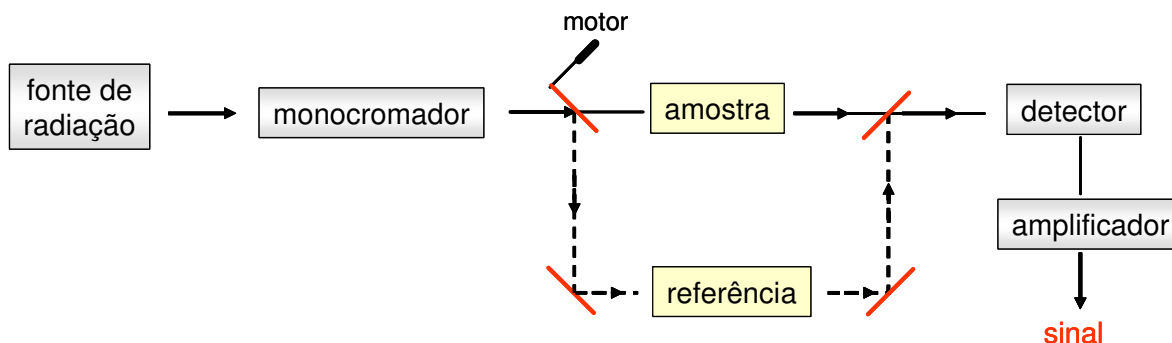 motor
fonte de
radiação
monocromador
amostra
detector
amplificador
referência
sinal